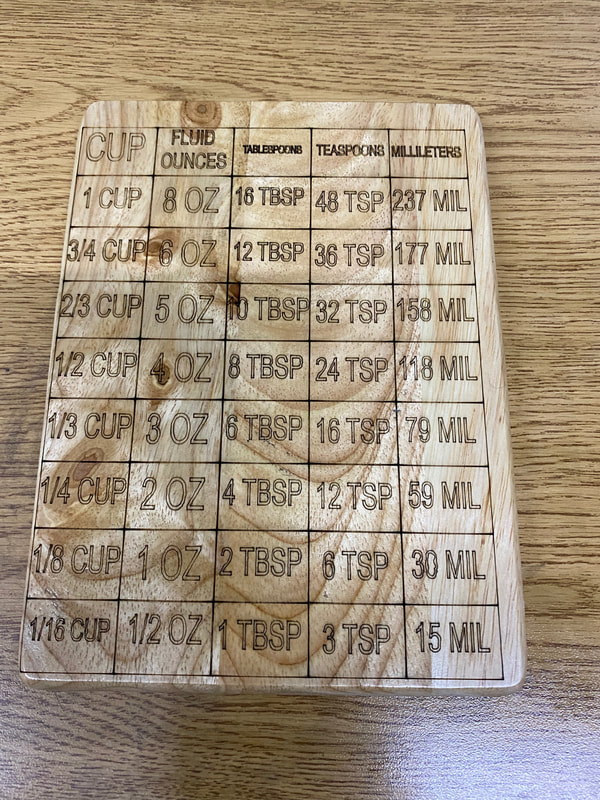 CUP FLUID OUNCES TABLESPOONS TEASPOONS MILLILETERS
1 CUP 8 OZ 16 TBSP 48 TSP 237 MIL
3/4 CUP 6 OZ 12 TBSP 36 TSP 177 MIL
2/3 CUP 5 OZ 10 TBSP 32 TSP 158 MIL
1/2 CUP 4 OZ 8 TBSP 24 TSP 118 MIL
1/3 CUP 3 OZ 6 TBSP 16 TSP 79 MIL
1/4 CUP 2 OZ 4 TBSP 12 TSP 59 MIL
1/8 CUP 1 OZ 2 TBSP 6 TSP 30 MIL
1/16 CUP 1/2 OZ 1 TBSP 3 TSP 15 MIL